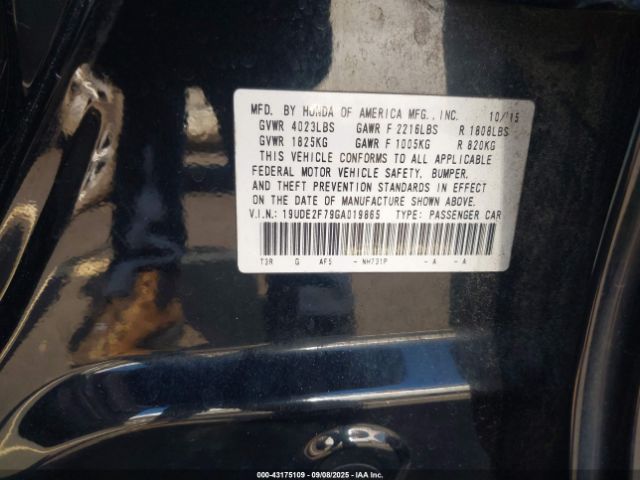 MFD. BY HONDA OF AMERICA MFG., INC. 10/15
GVWR 4023LBS GAWR F 2216LBS R 1808LBS
GVWR 1825KG GAWR F 1005KG R 820KG
THIS VEHICLE CONFORMS TO ALL APPLICABLE
FEDERAL MOTOR VEHICLE SAFETY, BUMPER,
AND THEFT PREVENTION STANDARDS IN EFFECT
ON THE DATE OF MANUFACTURE SHOWN ABOVE.
V.I.N.: 19UDE2F79GA019865 TYPE: PASSENGER CAR
T3R G AF5 - NH731P - A - A
000-43175109 - 09/08/2025 - IAAI.COM